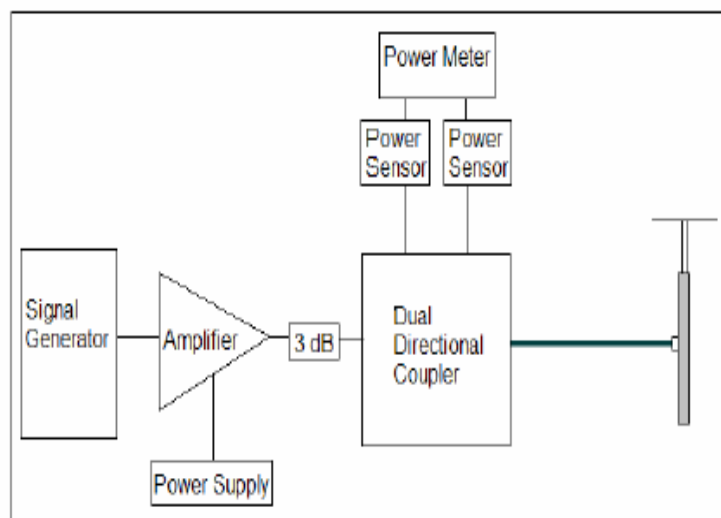 Power Meter
Power
Sensor
Power
Sensor
Signal
Generator
Amplifier
3 dB
Dual
Directional
Coupler
Power Supply